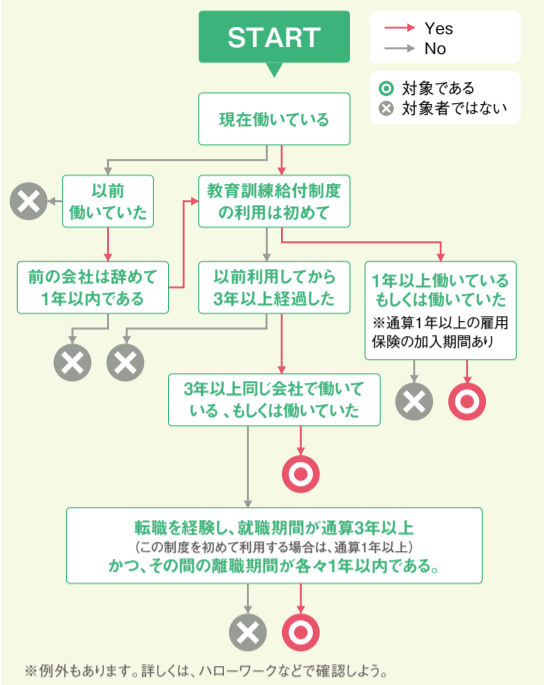 START
Yes
No
対象である
対象者ではない
現在働いている
以前
働いていた
教育訓練給付制度
の利用は初めて
前の会社は辞めて
1年以内である
以前利用してから
3年以上経過した
1年以上働いている
もしくは働いていた
※通算1年以上の雇用
保険の加入期間あり
3年以上同じ会社で働いて
いる、もしくは働いていた
転職を経験し、就職期間が通算3年以上
（この制度を初めて利用する場合は、通算1年以上）
かつ、その間の離職期間が各々1年以内である。
※例外もあります。詳しくは、ハローワークなどで確認しよう。